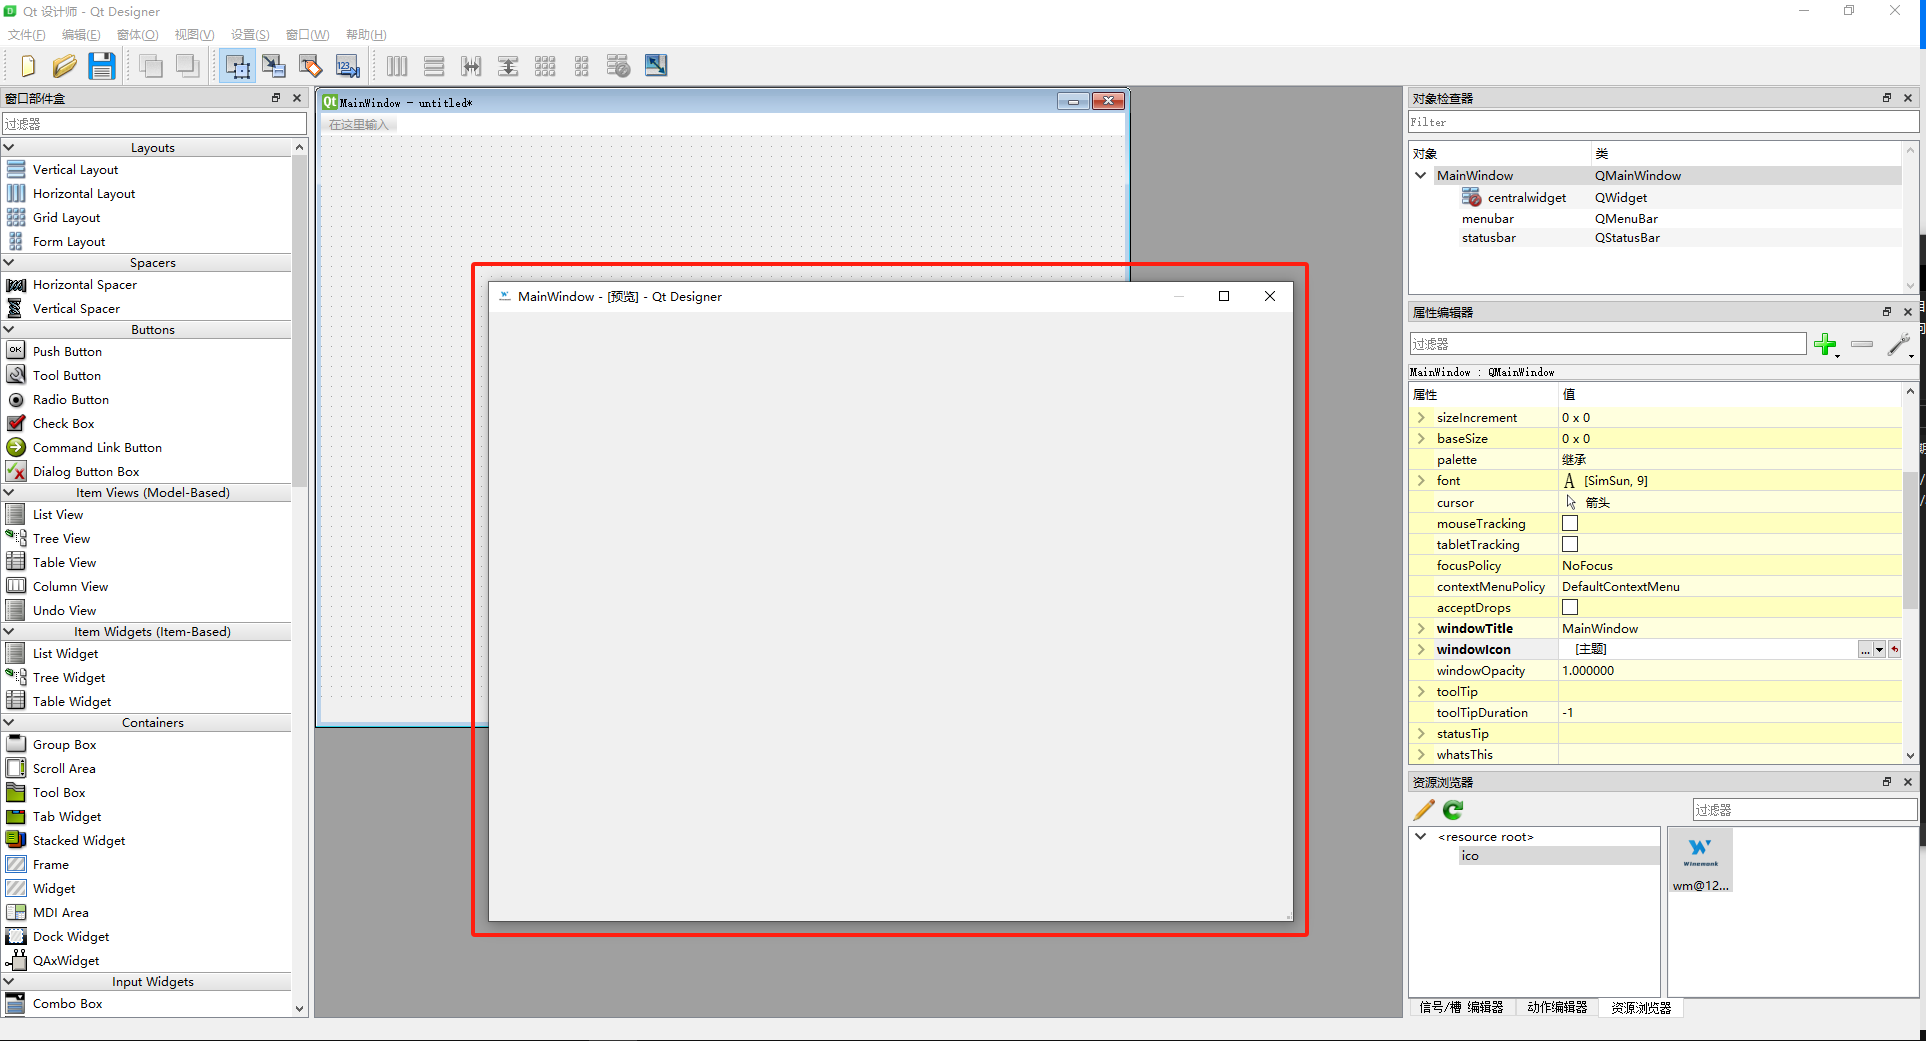 Qt 设计师 - Qt Designer
文件(F) 编辑(E) 窗体(O) 视图(V) 设置(S) 窗口(W) 帮助(H)
123
窗口部件盒
过滤器
Layouts
Vertical Layout
Horizontal Layout
Grid Layout
Form Layout
Spacers
Horizontal Spacer
Vertical Spacer
Buttons
OK Push Button
Tool Button
Radio Button
Check Box
Command Link Button
Dialog Button Box
Item Views (Model-Based)
List View
Tree View
Table View
Column View
Undo View
Item Widgets (Item-Based)
List Widget
Tree Widget
Table Widget
Containers
Group Box
Scroll Area
Tool Box
Tab Widget
Stacked Widget
Frame
Widget
MDI Area
Dock Widget
QAxWidget
Input Widgets
Combo Box
Qt MainWindow - untitled*
在这里输入
MainWindow - [预览] - Qt Designer
对象检查器
Filter
对象 类
MainWindow QMainWindow
centralwidget QWidget
menubar QMenuBar
statusbar QStatusBar
属性编辑器
过滤器
MainWindow : QMainWindow
属性 值
sizeIncrement 0 x 0
baseSize 0 x 0
palette 继承
font A [SimSun, 9]
cursor 箭头
mouseTracking
tabletTracking
focusPolicy NoFocus
contextMenuPolicy DefaultContextMenu
acceptDrops
windowTitle MainWindow
windowIcon [主题] ...
windowOpacity 1.000000
toolTip
toolTipDuration -1
statusTip
whatsThis
资源浏览器
过滤器
<resource root>
ico
Winemonk
wm@12...
信号/槽 编辑器 动作编辑器 资源浏览器